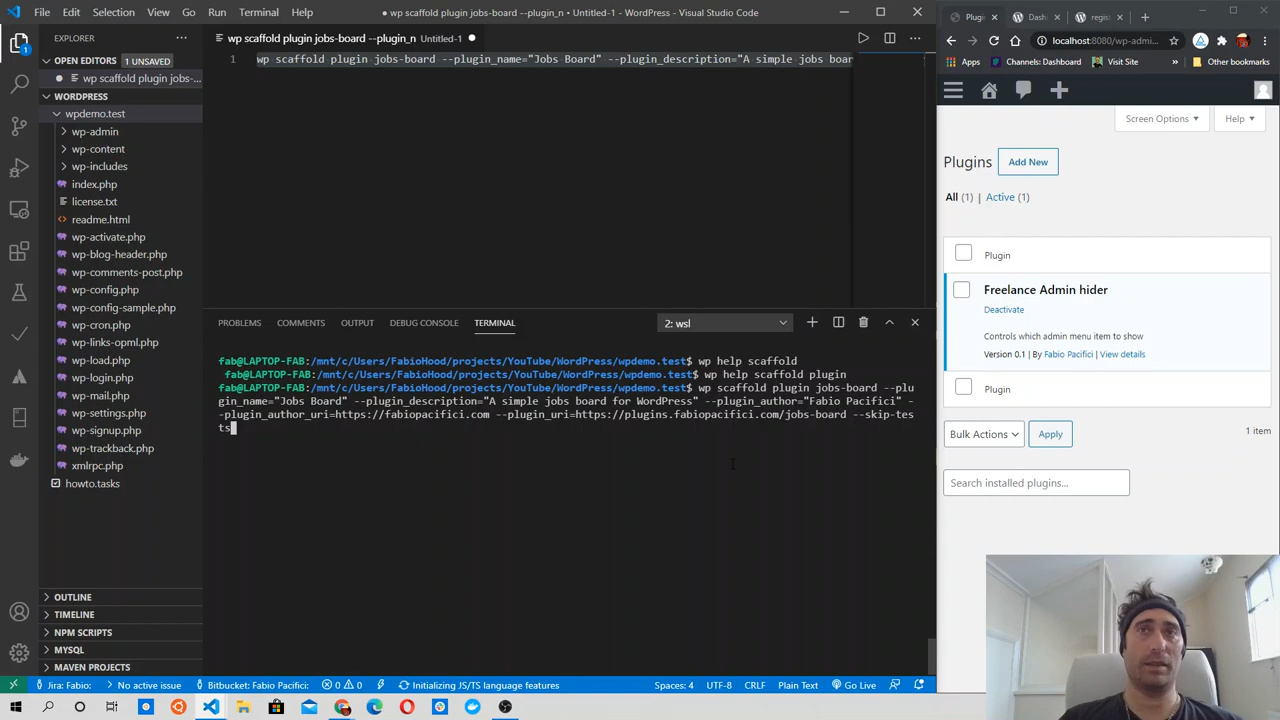 File Edit Selection View Go Run Terminal Help
● wp scaffold plugin jobs-board --plugin_n • Untitled-1 - WordPress - Visual Studio Code
EXPLORER
OPEN EDITORS 1 UNSAVED
wp scaffold plugin jobs-...
WORDPRESS
wpdemo.test
wp-admin
wp-content
wp-includes
index.php
license.txt
readme.html
wp-activate.php
wp-blog-header.php
wp-comments-post.php
wp-config.php
wp-config-sample.php
wp-cron.php
wp-links-opml.php
wp-load.php
wp-login.php
wp-mail.php
wp-settings.php
wp-signup.php
wp-trackback.php
xmlrpc.php
howto.tasks
OUTLINE
TIMELINE
NPM SCRIPTS
MYSQL
MAVEN PROJECTS
wp scaffold plugin jobs-board --plugin_n Untitled-1
1 wp scaffold plugin jobs-board --plugin_name="Jobs Board" --plugin_description="A simple jobs boar
PROBLEMS COMMENTS OUTPUT DEBUG CONSOLE TERMINAL 2: wsl
fab@LAPTOP-FAB:/mnt/c/Users/FabioHood/projects/YouTube/WordPress/wpdemo.test$ wp help scaffold
fab@LAPTOP-FAB:/mnt/c/Users/FabioHood/projects/YouTube/WordPress/wpdemo.test$ wp help scaffold plugin
fab@LAPTOP-FAB:/mnt/c/Users/FabioHood/projects/YouTube/WordPress/wpdemo.test$ wp scaffold plugin jobs-board --plu
gin_name="Jobs Board" --plugin_description="A simple jobs board for WordPress" --plugin_author="Fabio Pacifici" -
-plugin_author_uri=https://fabiopacifici.com --plugin_uri=https://plugins.fabiopacifici.com/jobs-board --skip-tes
ts
Jira: Fabio: No active issue Bitbucket: Fabio Pacifici: 0 0 Initializing JS/TS language features Spaces: 4 UTF-8 CRLF Plain Text Go Live
Plugin Dashb regis
localhost:8080/wp-admi...
Apps Channels: Dashboard Visit Site » Other bookmarks
Screen Options Help
Plugins Add New
All (1) | Active (1)
Plugin
Freelance Admin hider
Deactivate
Controls which admin menu item to show
Version 0.1 | By Fabio Pacifici | View details
Plugin
Bulk Actions Apply 1 item
Search installed plugins...